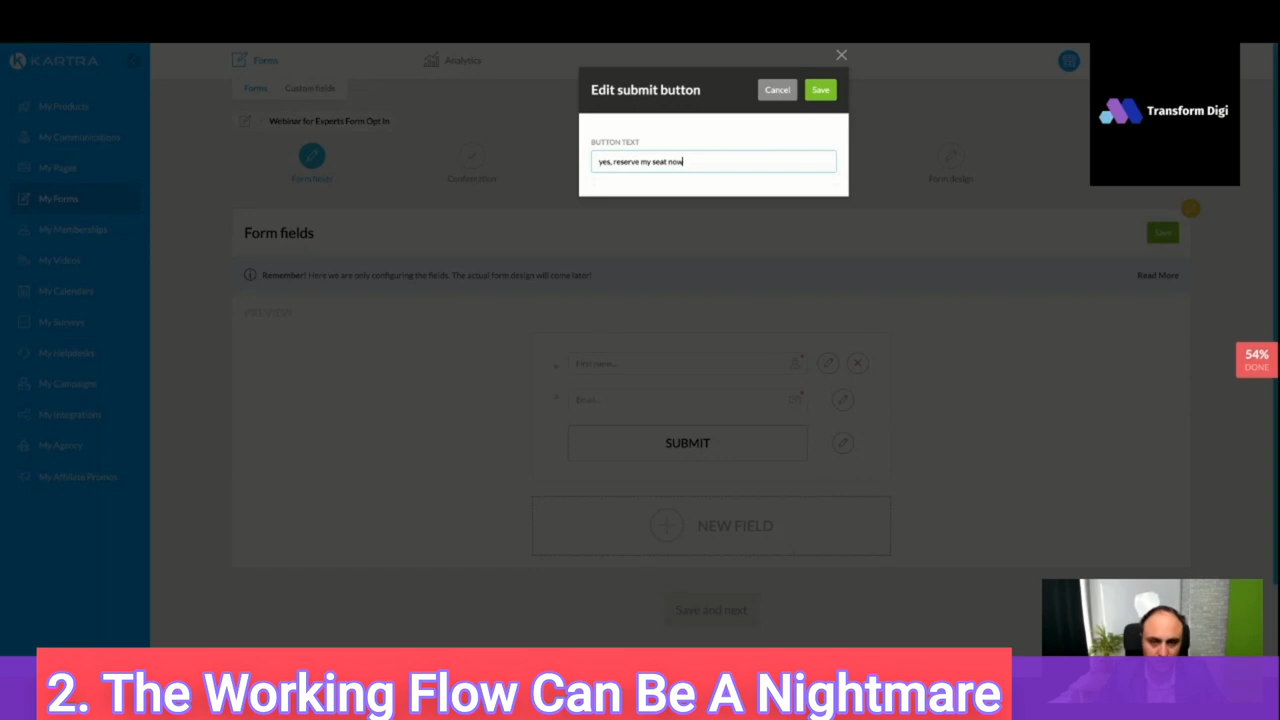 KARTRA
Forms
Analytics
Forms
Custom fields
Webinar for Experts Form Opt In
Form fields
Confirmation
Form design
Edit submit button
Cancel
Save
BUTTON TEXT
yes, reserve my seat now
Transform Digi
My Products
My Communications
My Pages
My Forms
My Memberships
My Videos
My Calendars
My Surveys
My Helpdesks
My Campaigns
My Integrations
My Agency
My Affiliate Promos
Form fields
Save
Remember! Here we are only configuring the fields. The actual form design will come later!
Read More
PREVIEW
First name...
Email...
SUBMIT
NEW FIELD
Save and next
54%
DONE
2. The Working Flow Can Be A Nightmare